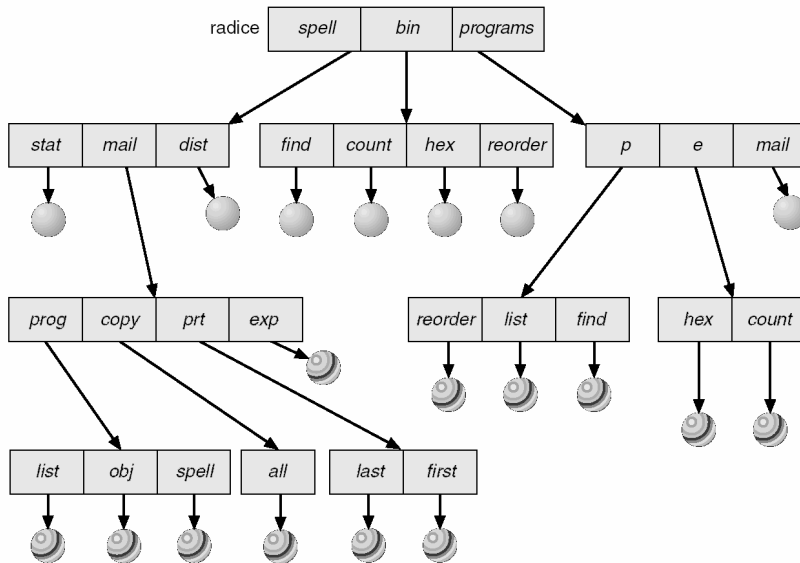 radice spell bin programs
stat mail dist find count hex reorder p e mail
prog copy prt exp reorder list find hex count
list obj spell all last first